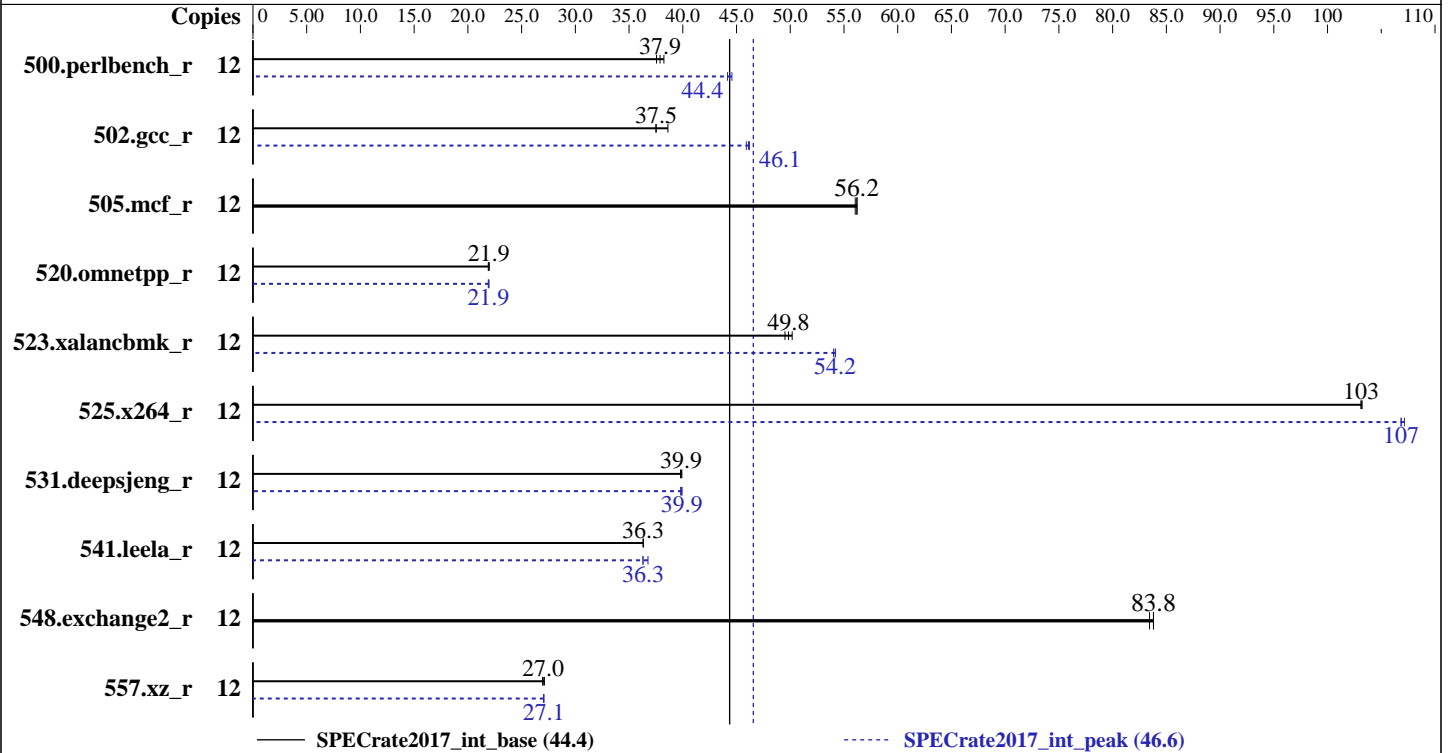 Copies 0 5.00 10.0 15.0 20.0 25.0 30.0 35.0 40.0 45.0 50.0 55.0 60.0 65.0 70.0 75.0 80.0 85.0 90.0 95.0 100 110
500.perlbench_r 12 37.9
44.4
502.gcc_r 12 37.5
46.1
505.mcf_r 12 56.2
520.omnetpp_r 12 21.9
21.9
523.xalancbmk_r 12 49.8
54.2
525.x264_r 12 103
107
531.deepsjeng_r 12 39.9
39.9
541.leela_r 12 36.3
36.3
548.exchange2_r 12 83.8
557.xz_r 12 27.0
27.1
SPECrate2017_int_base (44.4) SPECrate2017_int_peak (46.6)